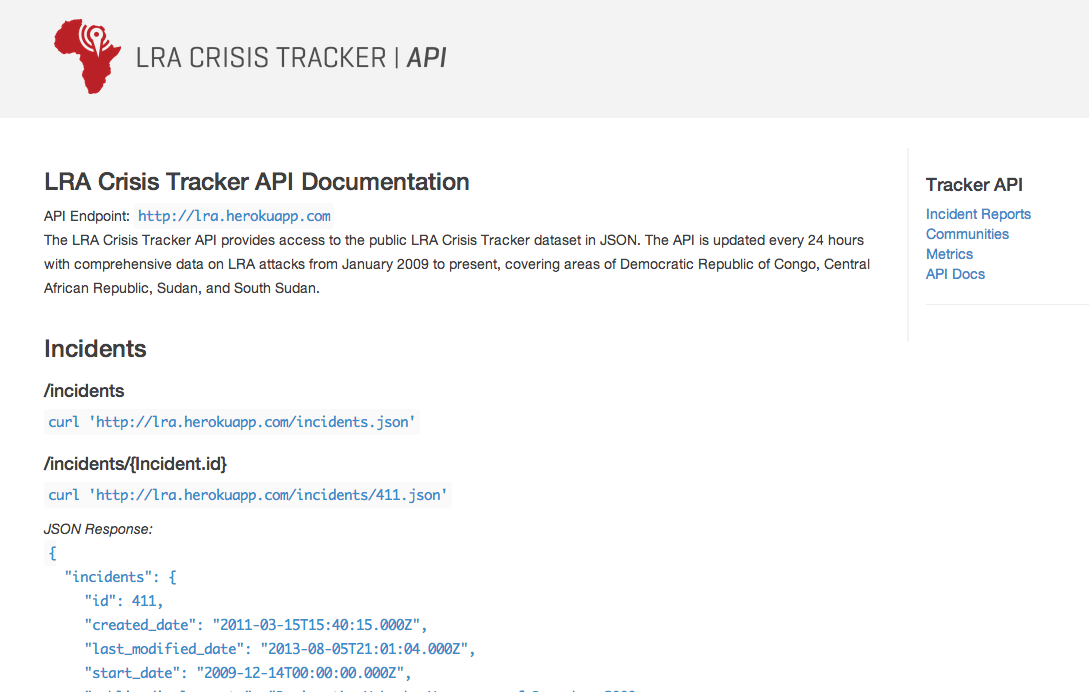 LRA CRISIS TRACKER | API
LRA Crisis Tracker API Documentation
API Endpoint: http://lra.herokuapp.com
The LRA Crisis Tracker API provides access to the public LRA Crisis Tracker dataset in JSON. The API is updated every 24 hours
with comprehensive data on LRA attacks from January 2009 to present, covering areas of Democratic Republic of Congo, Central
African Republic, Sudan, and South Sudan.
Incidents
/incidents
curl 'http://lra.herokuapp.com/incidents.json'
/incidents/{Incident.id}
curl 'http://lra.herokuapp.com/incidents/411.json'
JSON Response:
{
"incidents": {
"id": 411,
"created_date": "2011-03-15T15:40:15.000Z",
"last_modified_date": "2013-08-05T21:01:04.000Z",
"start_date": "2009-12-14T00:00:00.000Z",
Tracker API
Incident Reports
Communities
Metrics
API Docs